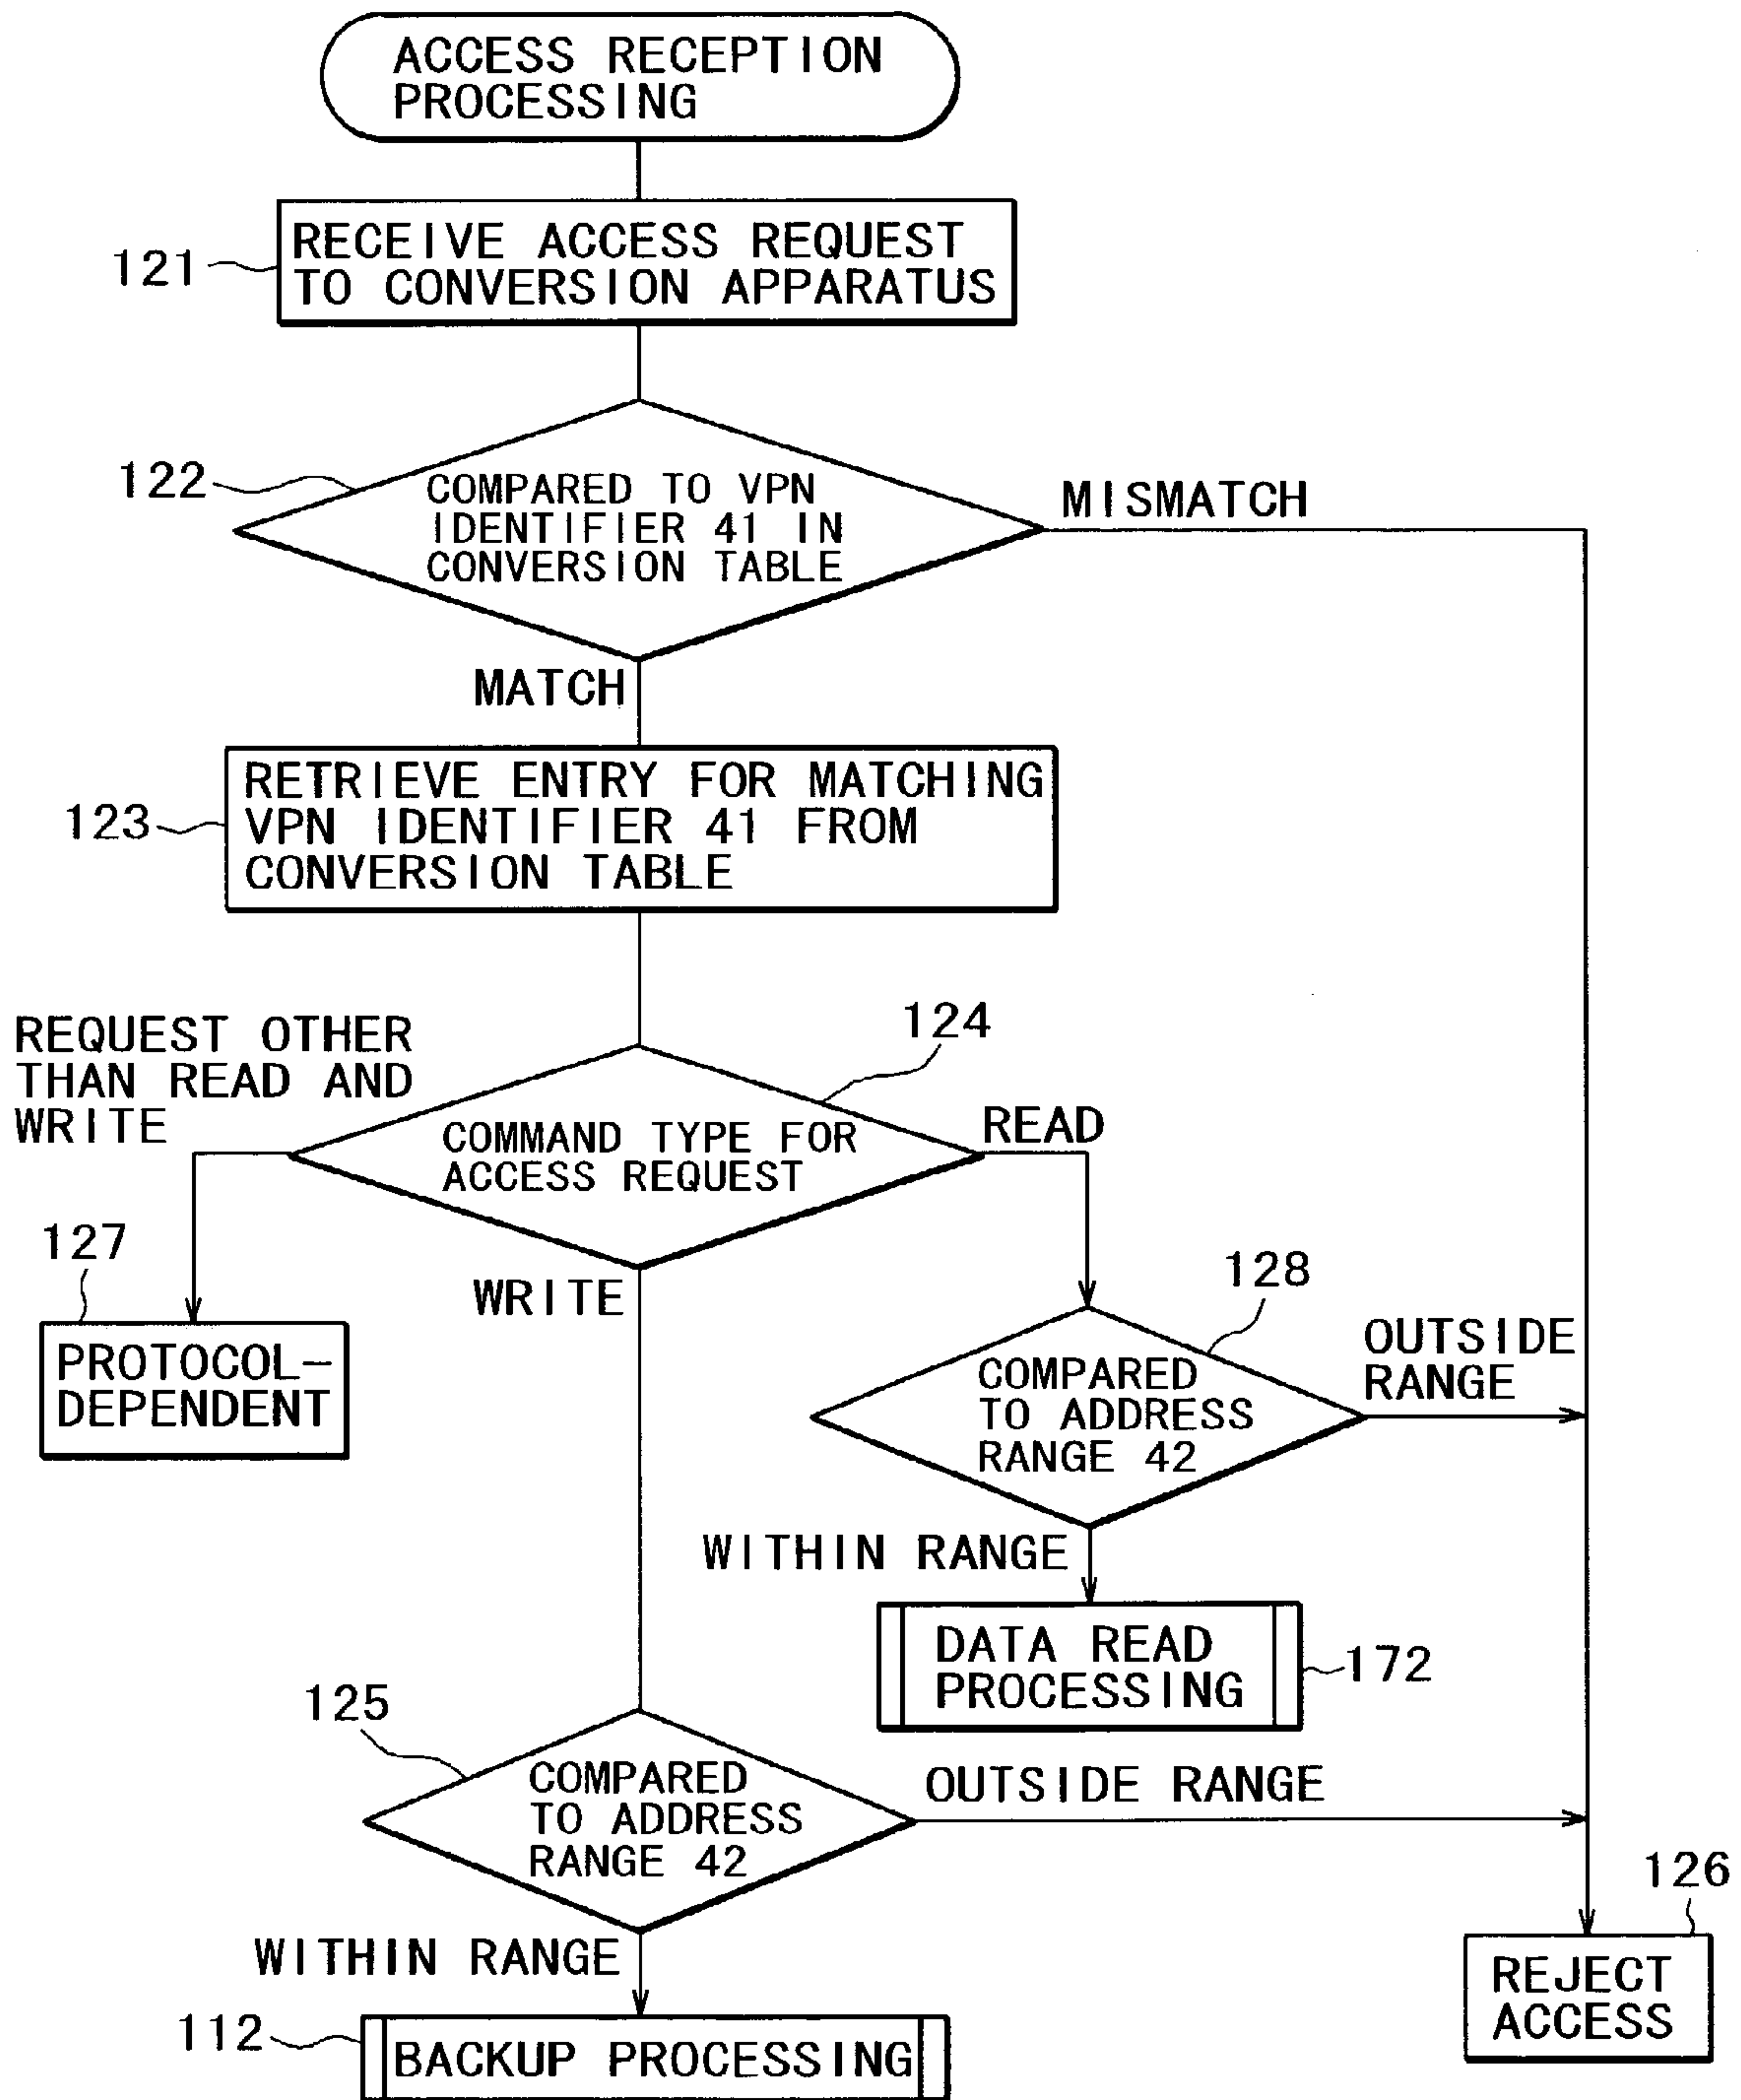 ACCESS RECEPTION
PROCESSING
121
RECEIVE ACCESS REQUEST
TO CONVERSION APPARATUS
122
COMPARED TO VPN
IDENTIFIER 41 IN
CONVERSION TABLE
MISMATCH
MATCH
123
RETRIEVE ENTRY FOR MATCHING
VPN IDENTIFIER 41 FROM
CONVERSION TABLE
REQUEST OTHER
THAN READ AND
WRITE
124
COMMAND TYPE FOR
ACCESS REQUEST
READ
127
PROTOCOL-
DEPENDENT
WRITE
128
COMPARED
TO ADDRESS
RANGE 42
OUTSIDE
RANGE
WITHIN RANGE
DATA READ
PROCESSING
172
125
COMPARED
TO ADDRESS
RANGE 42
OUTSIDE RANGE
WITHIN RANGE
126
REJECT
ACCESS
112
BACKUP PROCESSING